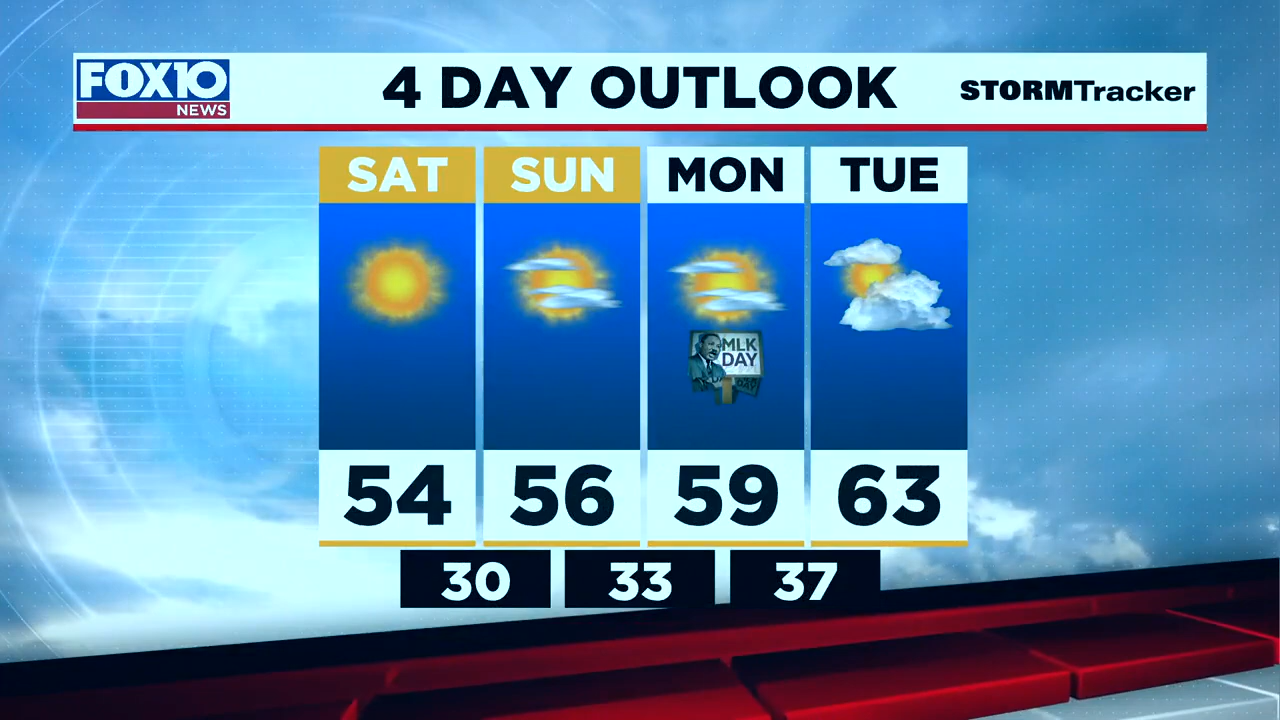 FOX10
NEWS
4 DAY OUTLOOK
STORMTracker
SAT SUN MON TUE
MLK
DAY
54 56 59 63
30 33 37